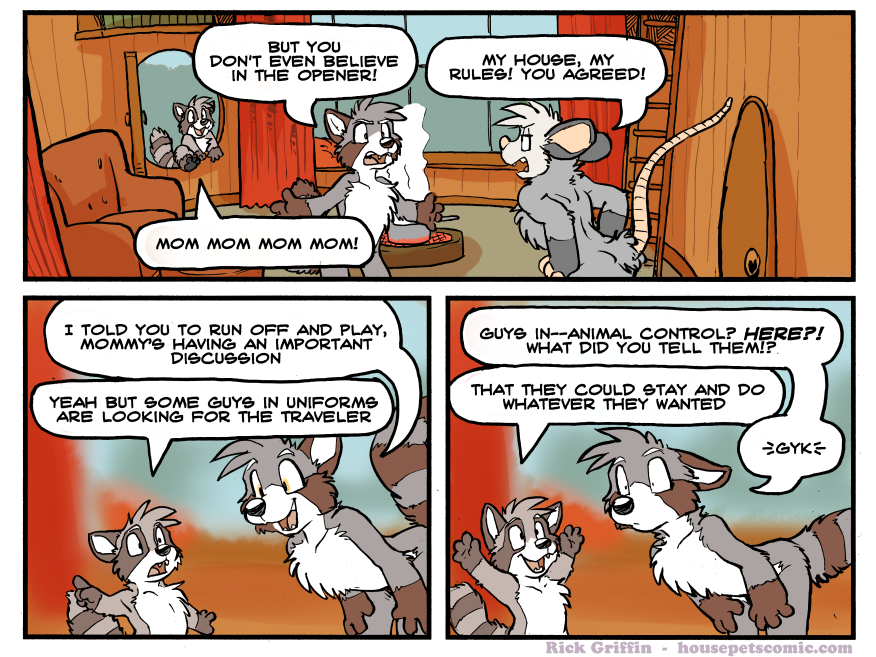 BUT YOU
DON'T EVEN BELIEVE
IN THE OPENER!
MY HOUSE, MY
RULES! YOU AGREED!
MOM MOM MOM MOM!
I TOLD YOU TO RUN OFF AND PLAY,
MOMMY'S HAVING AN IMPORTANT
DISCUSSION
YEAH BUT SOME GUYS IN UNIFORMS
ARE LOOKING FOR THE TRAVELER
GUYS IN--ANIMAL CONTROL? HERE?!
WHAT DID YOU TELL THEM!?
THAT THEY COULD STAY AND DO
WHATEVER THEY WANTED
GYK
Rick Griffin - housepetscomic.com